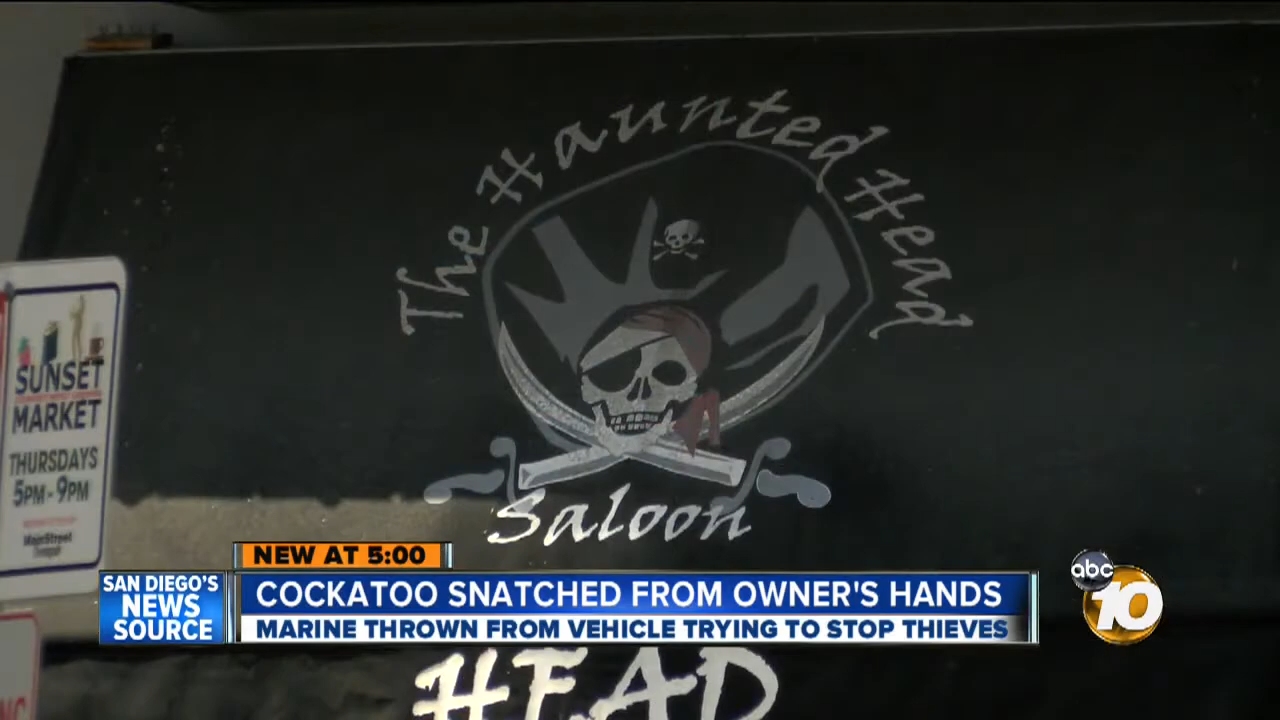 The Haunted Head
Saloon
SUNSET
MARKET
THURSDAYS
5PM - 9PM
MainStreet
NEW AT 5:00
SAN DIEGO'S
NEWS
SOURCE
COCKATOO SNATCHED FROM OWNER'S HANDS
MARINE THROWN FROM VEHICLE TRYING TO STOP THIEVES
abc
10
HEAD